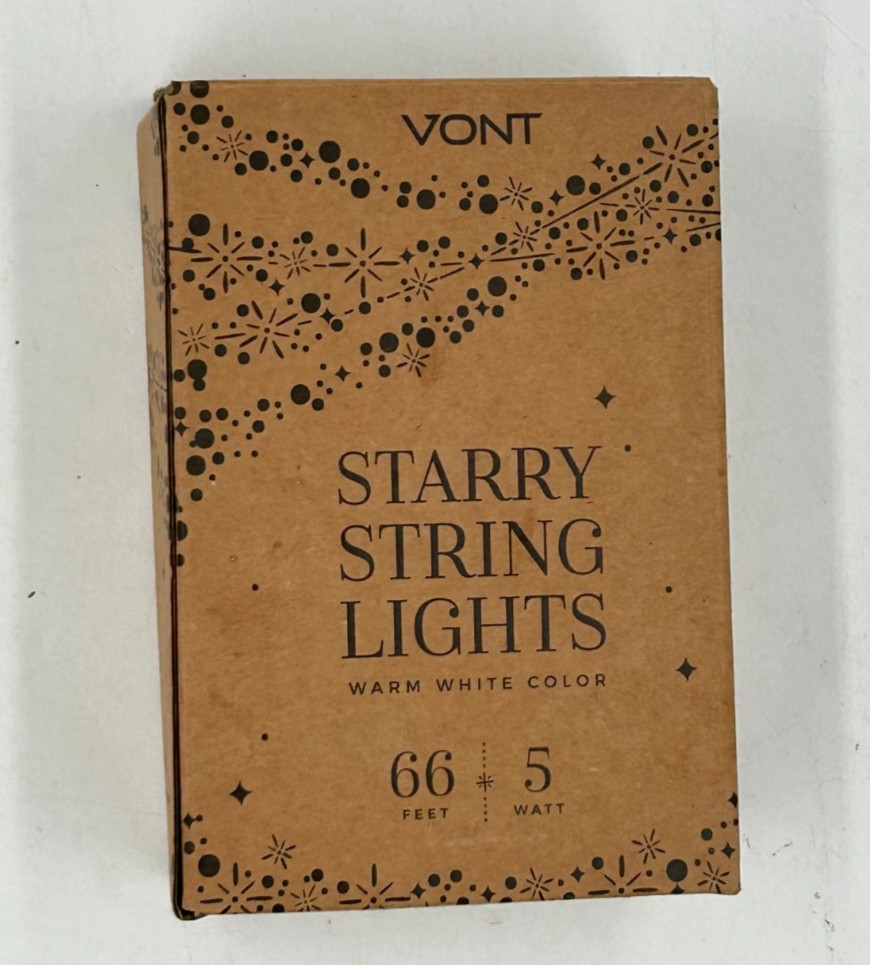 VONT
STARRY
STRING
LIGHTS
WARM WHITE COLOR
66 5
FEET WATT